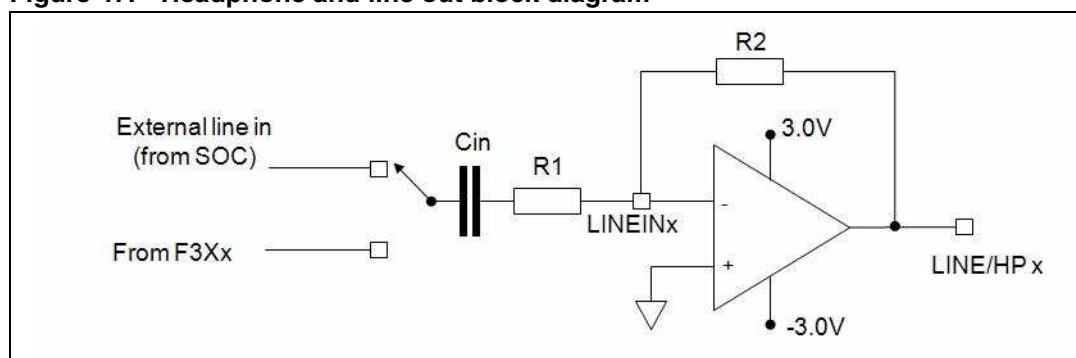 Figure Headphone and line out block diagram
R2
External line in
(from SOC)
Cin
R1
3.0V
LINEINx
-
+
From F3Xx
LINE/HP x
-3.0V